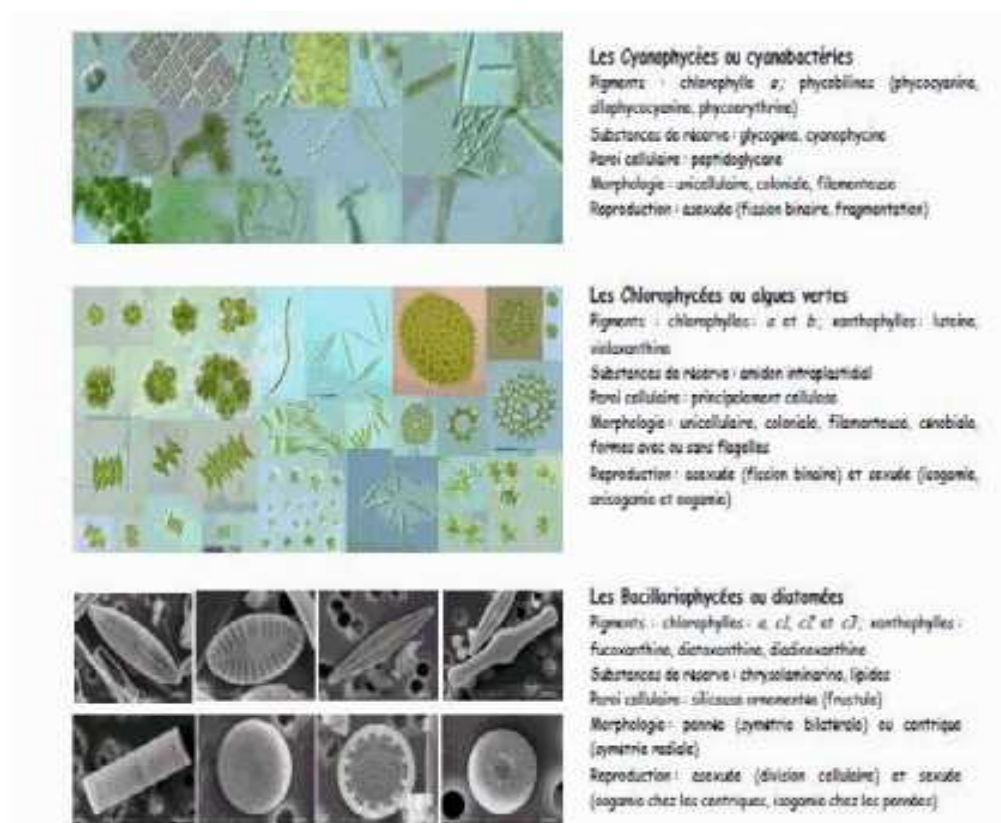 Les Cyanophycées ou cyanobactéries
Pigments : chlorophylle a; phycobilines (phycocyanine,
allophycocyanine, phycoerythrine)
Substances de réserve : glycogène, cyanophycine
Paroi cellulaire : peptidoglycane
Morphologie : unicellulaire, coloniale, filamenteuse
Reproduction : asexuée (fission binaire, fragmentation)
Les Chlorophycées ou algues vertes
Pigments : chlorophylles : a et b; xanthophylles : luteine,
violaxanthine
Substances de réserve : amidon intraplastidial
Paroi cellulaire : principalement cellulose
Morphologie : unicellulaire, coloniale, filamenteuse, cénobiale,
formes avec ou sans flagelles
Reproduction : asexuée (fission binaire) et sexuée (isogamie,
anisogamie et oogamie)
Les Bacillariophycées ou diatomées
Pigments : chlorophylles : a, c1, c2 et c3; xanthophylles :
fucoxanthine, diatoxanthine, diadinoxanthine
Substances de réserve : chrysolaminarine, lipides
Paroi cellulaire : siliceuse ornementée (frustule)
Morphologie : pennée (symétrie bilatérale) ou centrique
(symétrie radiale)
Reproduction : asexuée (division cellulaire) et sexuée
(oogamie chez les centriques, isogamie chez les pennées)